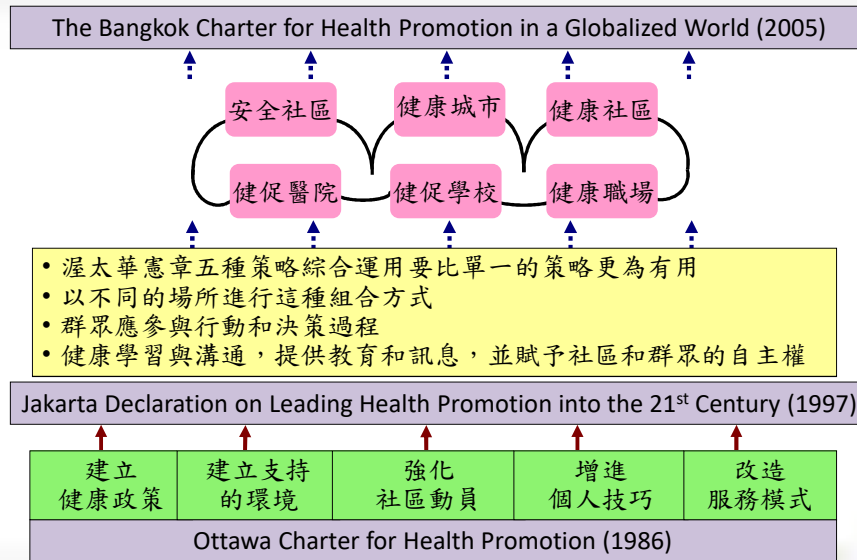 The Bangkok Charter for Health Promotion in a Globalized World (2005)
安全社區
健康城市
健康社區
健促醫院
健促學校
健康職場
• 渥太華憲章五種策略綜合運用要比單一的策略更為有用
• 以不同的場所進行這種組合方式
• 群眾應參與行動和決策過程
• 健康學習與溝通，提供教育和訊息，並賦予社區和群眾的自主權
Jakarta Declaration on Leading Health Promotion into the 21st Century (1997)
建立
健康政策
建立支持
的環境
強化
社區動員
增進
個人技巧
改造
服務模式
Ottawa Charter for Health Promotion (1986)